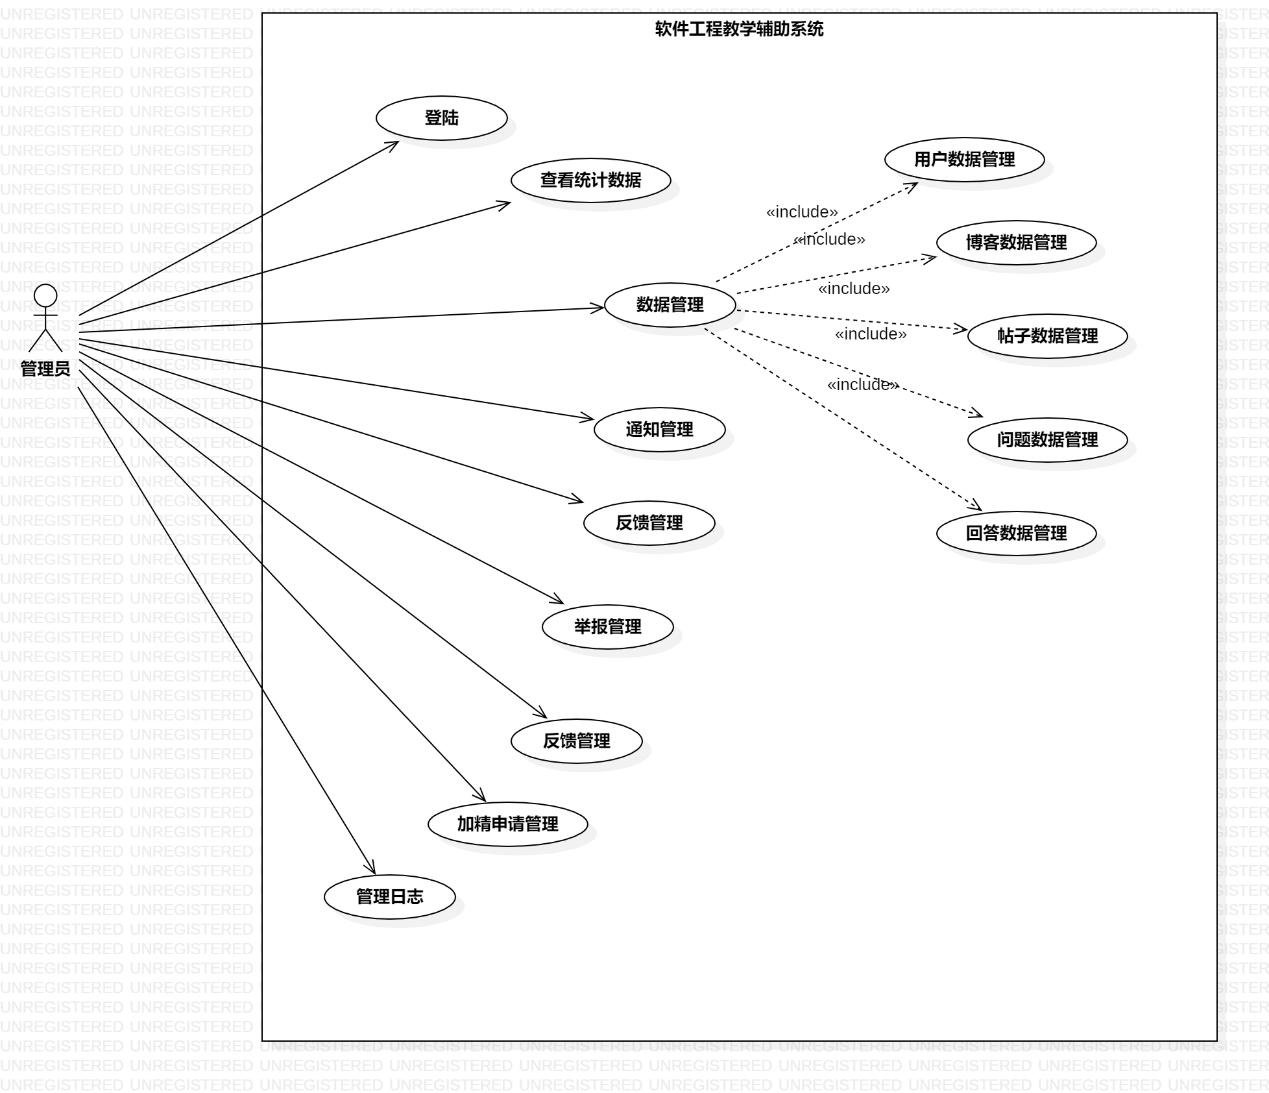 软件工程教学辅助系统
登陆
查看统计数据
用户数据管理
«include»
«include»
博客数据管理
«include»
数据管理
帖子数据管理
«include»
管理员
«include»
通知管理
问题数据管理
反馈管理
回答数据管理
举报管理
反馈管理
加精申请管理
管理日志
UNREGISTERED UNREGISTERED UNREGISTERED UNREGISTERED UNREGISTERED UNREGISTERED UNREGISTERED UNREGISTERED UNREGISTERED